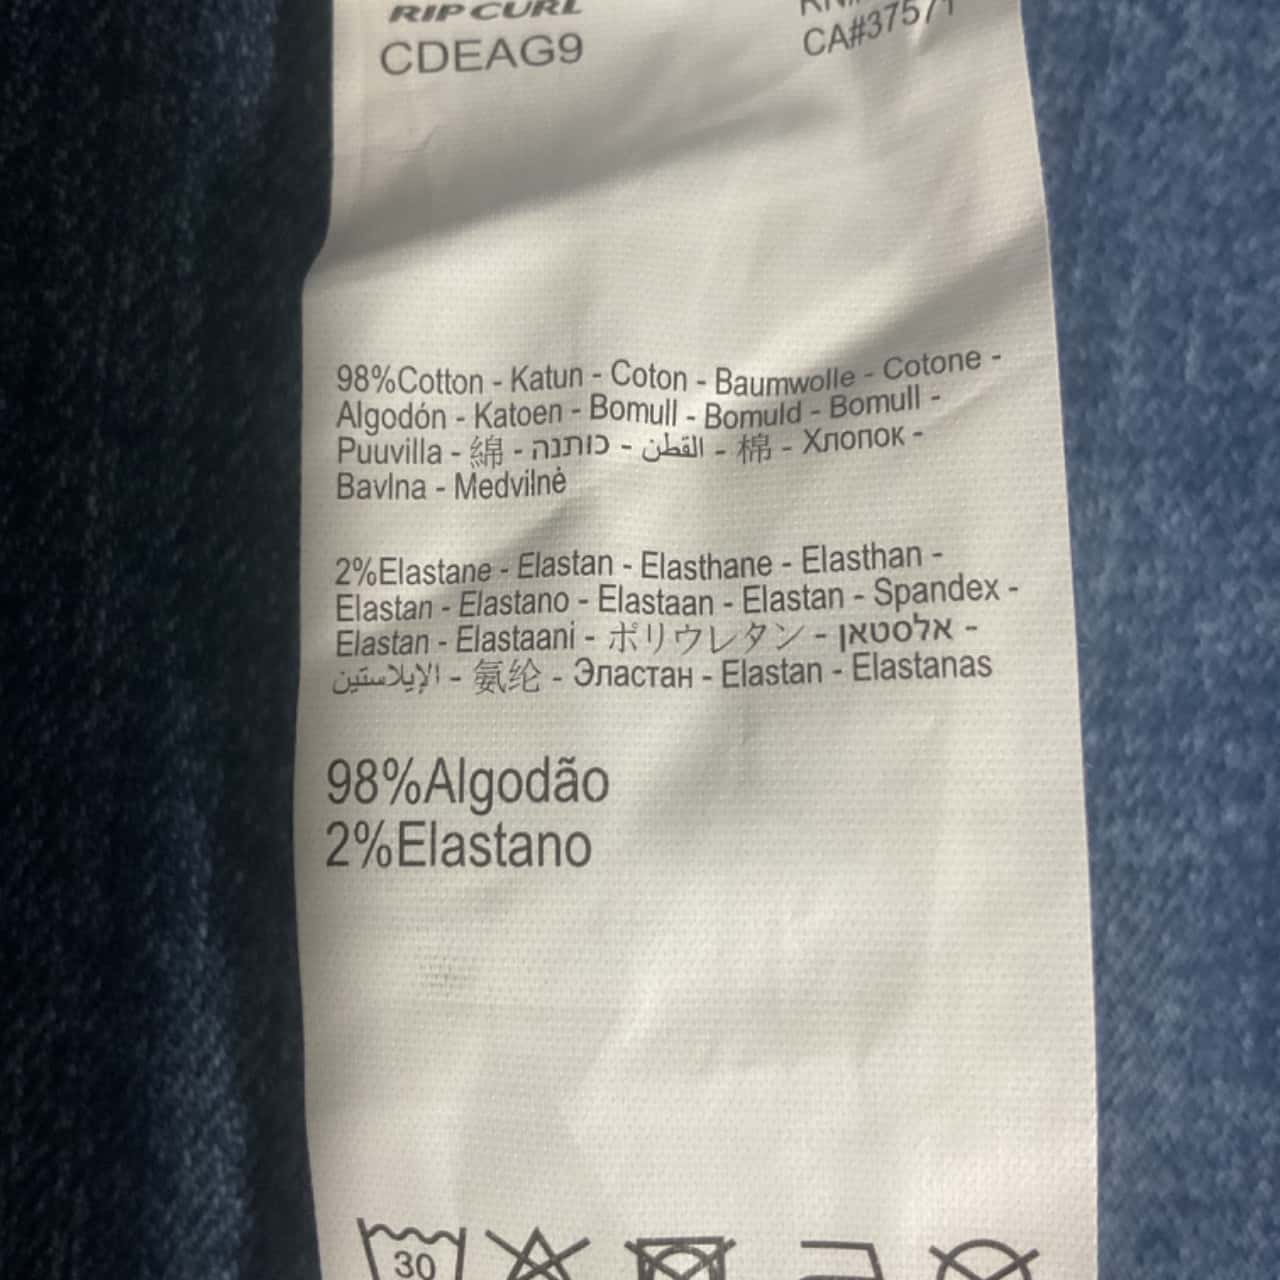 RIP CURL
CDEAG9
CA#37571
98%Cotton - Katun - Coton - Baumwolle - Cotone -
Algodón - Katoen - Bomull - Bomuld - Bomull -
Puuvilla - 綿 - כותנה - القطن - 棉 - Хлопок -
Bavlna - Medvilnė
2%Elastane - Elastan - Elasthane - Elasthan -
Elastan - Elastano - Elastaan - Elastan - Spandex -
Elastan - Elastaani - ポリウレタン - אלסטאן -
الإيلاستين - 氨纶 - Эластан - Elastan - Elastanas
98%Algodão
2%Elastano
30